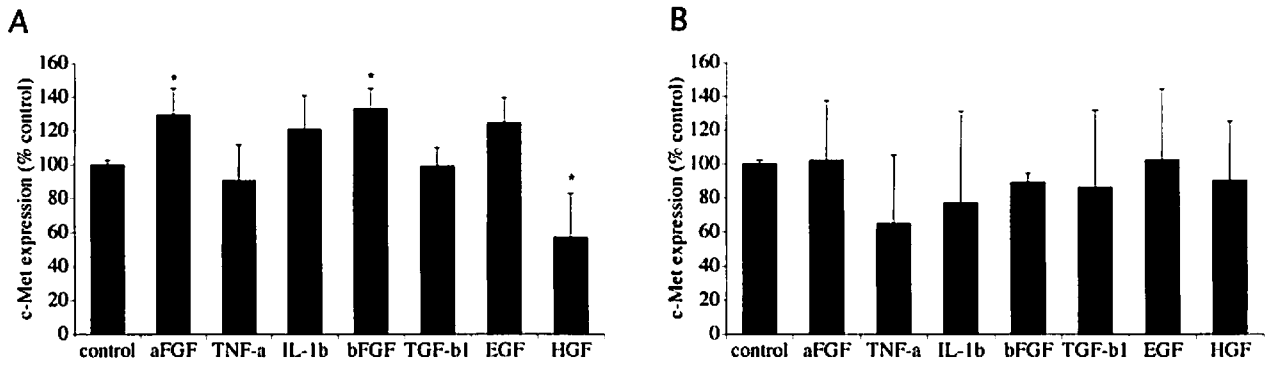 A
c-Met expression (% control)
160
140
120
100
80
60
40
20
0
* * *
control aFGF TNF-a IL-1b bFGF TGF-b1 EGF HGF
B
c-Met expression (% control)
160
140
120
100
80
60
40
20
0
control aFGF TNF-a IL-1b bFGF TGF-b1 EGF HGF